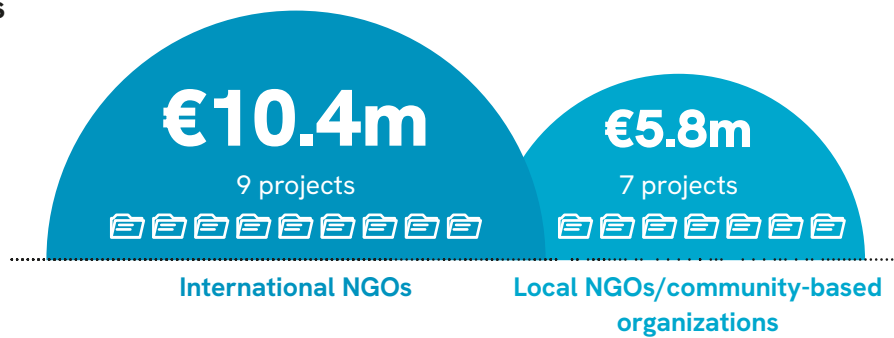 s
€10.4m
9 projects
International NGOs
€5.8m
7 projects
Local NGOs/community-based
organizations